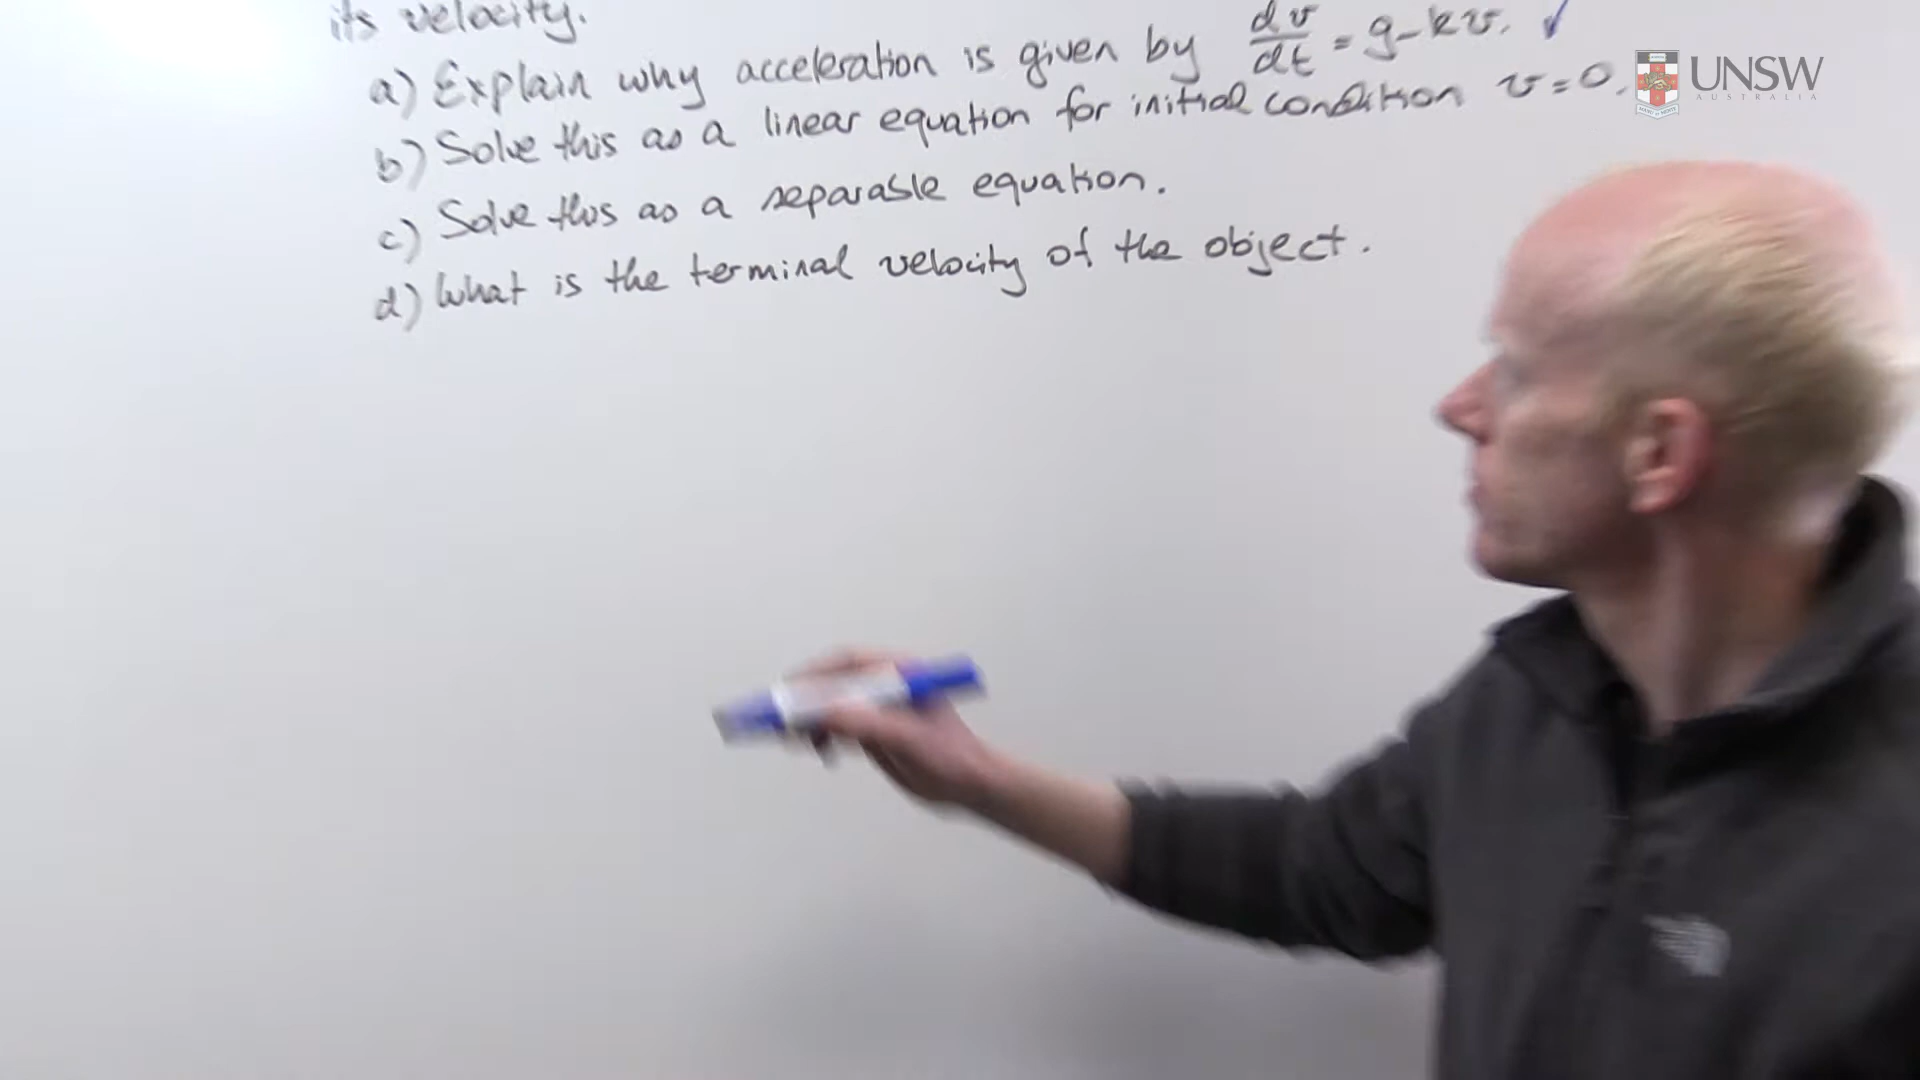 its velocity.
a) Explain why acceleration is given by dv/dt = g - kv. ✓
b) Solve this as a linear equation for initial condition v = 0.
c) Solve this as a separable equation.
d) What is the terminal velocity of the object.
UNSW
AUSTRALIA